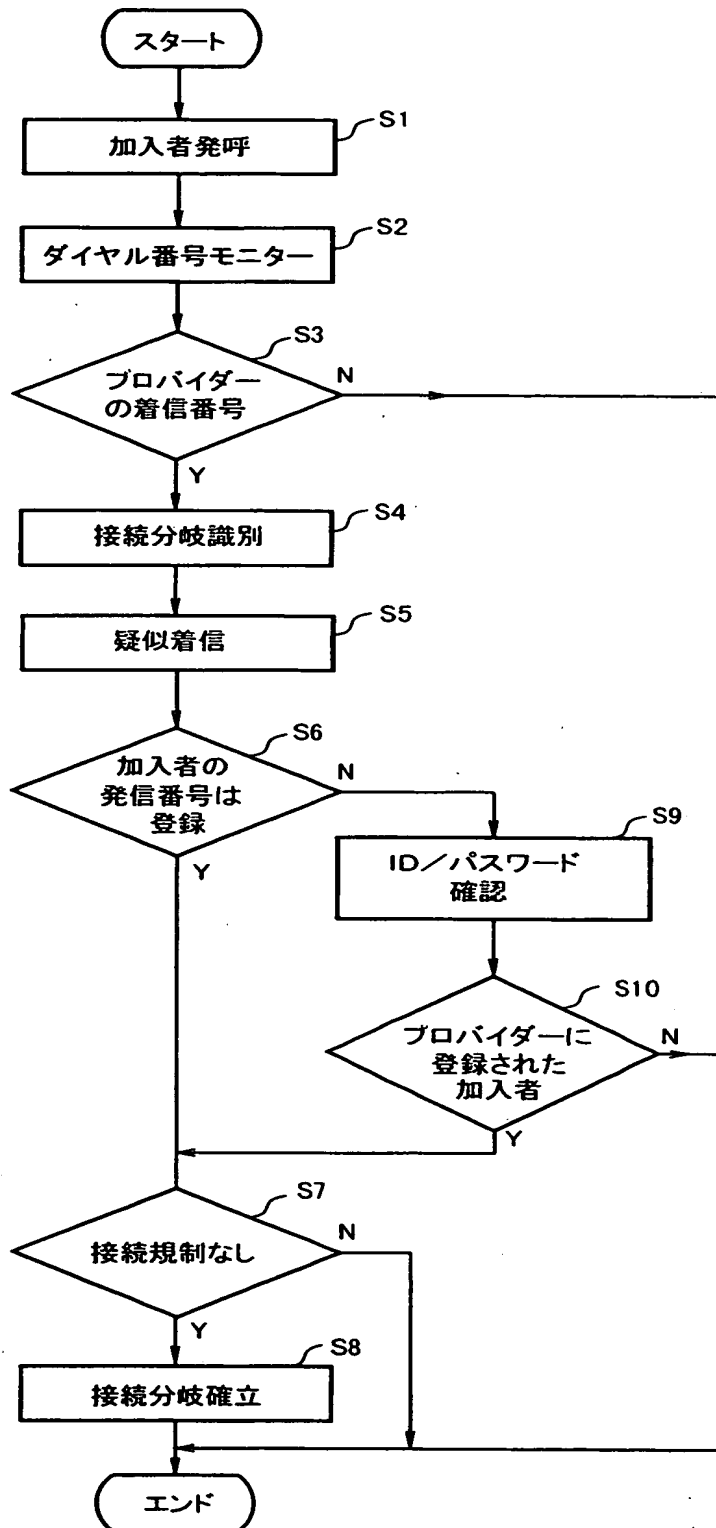 スタート
S1
加入者発呼
S2
ダイヤル番号モニター
S3
プロバイダー
の着信番号
N
Y
S4
接続分岐識別
S5
疑似着信
S6
加入者の
発信番号は
登録
N
Y
S9
ID／パスワード
確認
S10
プロバイダーに
登録された
加入者
N
Y
S7
接続規制なし
N
Y
S8
接続分岐確立
エンド